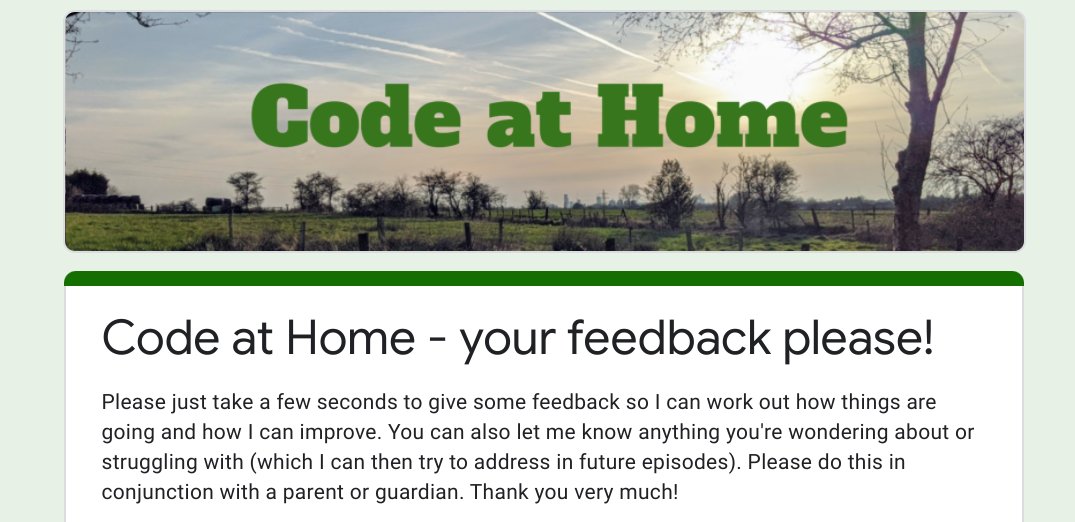 Code at Home
Code at Home - your feedback please!
Please just take a few seconds to give some feedback so I can work out how things are
going and how I can improve. You can also let me know anything you're wondering about or
struggling with (which I can then try to address in future episodes). Please do this in
conjunction with a parent or guardian. Thank you very much!